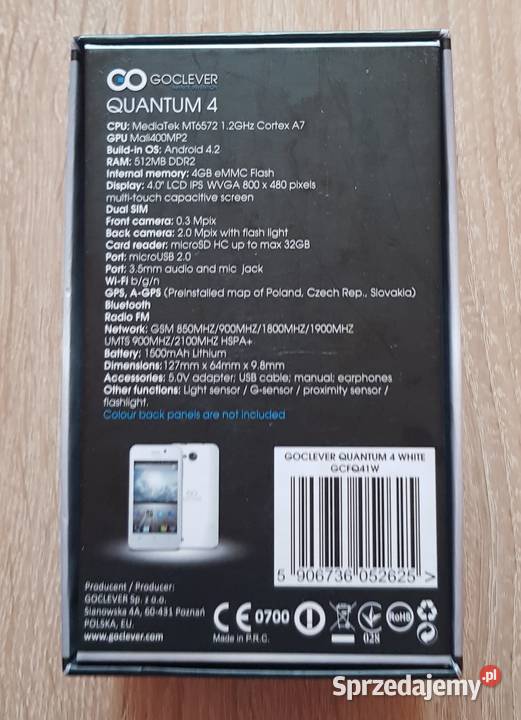 GOCLEVER
QUANTUM 4
CPU: MediaTek MT6572 1.2GHz Cortex A7
GPU Mali400MP2
Build-in OS: Android 4.2
RAM: 512MB DDR2
Internal memory: 4GB eMMC Flash
Display: 4.0" LCD IPS WVGA 800 x 480 pixels
multi-touch capacitive screen
Dual SIM
Front camera: 0.3 Mpix
Back camera: 2.0 Mpix with flash light
Card reader: microSD HC up to max 32GB
Port: microUSB 2.0
Port: 3.5mm audio and mic jack
Wi-Fi b/g/n
GPS, A-GPS (Preinstalled map of Poland, Czech Rep., Slovakia)
Bluetooth
Radio FM
Network: GSM 850MHZ/900MHZ/1800MHZ/1900MHZ
UMTS 900MHZ/2100MHZ HSPA+
Battery: 1500mAh Lithium
Dimensions: 127mm x 64mm x 9.8mm
Accessories: 5.0V adapter; USB cable; manual; earphones
Other functions: Light sensor / G-sensor / proximity sensor /
flashlight.
Colour back panels are not included
GOCLEVER QUANTUM 4 WHITE
GCFQ41W
5 906736 052625 >
Producent / Producer:
GOCLEVER Sp. z o.o.
Sianowska 4A, 60-431 Poznań
POLSKA, EU.
www.goclever.com
CE 0700
028
RoHS
Made in P.R.C.
Sprzedajemy.pl